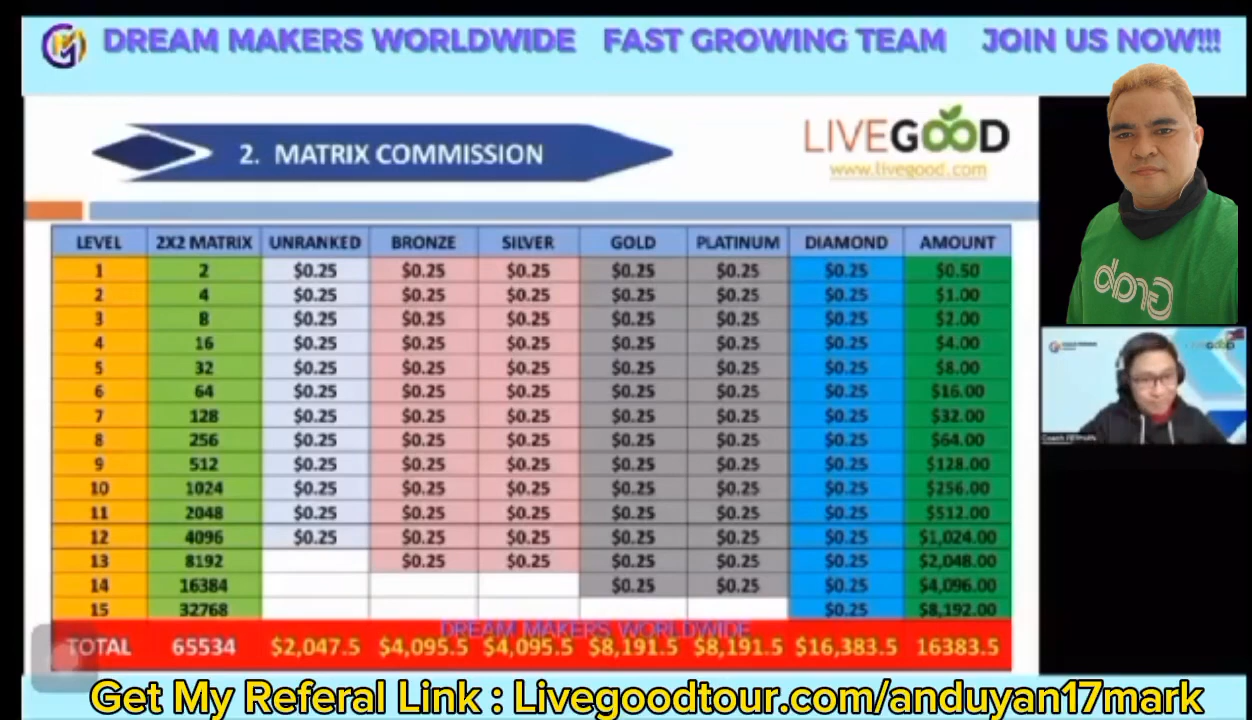 DREAM MAKERS WORLDWIDE FAST GROWING TEAM JOIN US NOW!!!
2. MATRIX COMMISSION
LIVEGOOD
www.livegood.com
LEVEL 2X2 MATRIX UNRANKED BRONZE SILVER GOLD PLATINUM DIAMOND AMOUNT
1 2 $0.25 $0.25 $0.25 $0.25 $0.25 $0.25 $0.50
2 4 $0.25 $0.25 $0.25 $0.25 $0.25 $0.25 $1.00
3 8 $0.25 $0.25 $0.25 $0.25 $0.25 $0.25 $2.00
4 16 $0.25 $0.25 $0.25 $0.25 $0.25 $0.25 $4.00
5 32 $0.25 $0.25 $0.25 $0.25 $0.25 $0.25 $8.00
6 64 $0.25 $0.25 $0.25 $0.25 $0.25 $0.25 $16.00
7 128 $0.25 $0.25 $0.25 $0.25 $0.25 $0.25 $32.00
8 256 $0.25 $0.25 $0.25 $0.25 $0.25 $0.25 $64.00
9 512 $0.25 $0.25 $0.25 $0.25 $0.25 $0.25 $128.00
10 1024 $0.25 $0.25 $0.25 $0.25 $0.25 $0.25 $256.00
11 2048 $0.25 $0.25 $0.25 $0.25 $0.25 $0.25 $512.00
12 4096 $0.25 $0.25 $0.25 $0.25 $0.25 $0.25 $1,024.00
13 8192 $0.25 $0.25 $0.25 $0.25 $0.25 $2,048.00
14 16384 $0.25 $0.25 $0.25 $4,096.00
15 32768 $0.25 $8,192.00
DREAM MAKERS WORLDWIDE
TOTAL 65534 $2,047.5 $4,095.5 $4,095.5 $8,191.5 $8,191.5 $16,383.5 16383.5
Grab
LIVEGOOD
Get My Referal Link : Livegoodtour.com/anduyan17mark